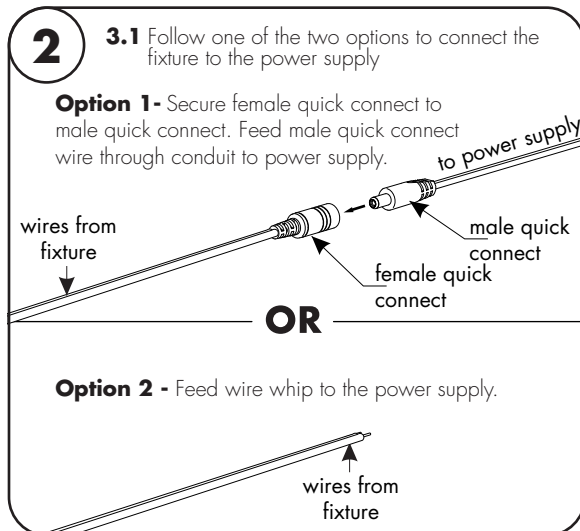 2
3.1 Follow one of the two options to connect the
fixture to the power supply
Option 1- Secure female quick connect to
male quick connect. Feed male quick connect
wire through conduit to power supply.
to power supply
wires from
fixture
male quick
connect
female quick
connect
OR
Option 2 - Feed wire whip to the power supply.
wires from
fixture